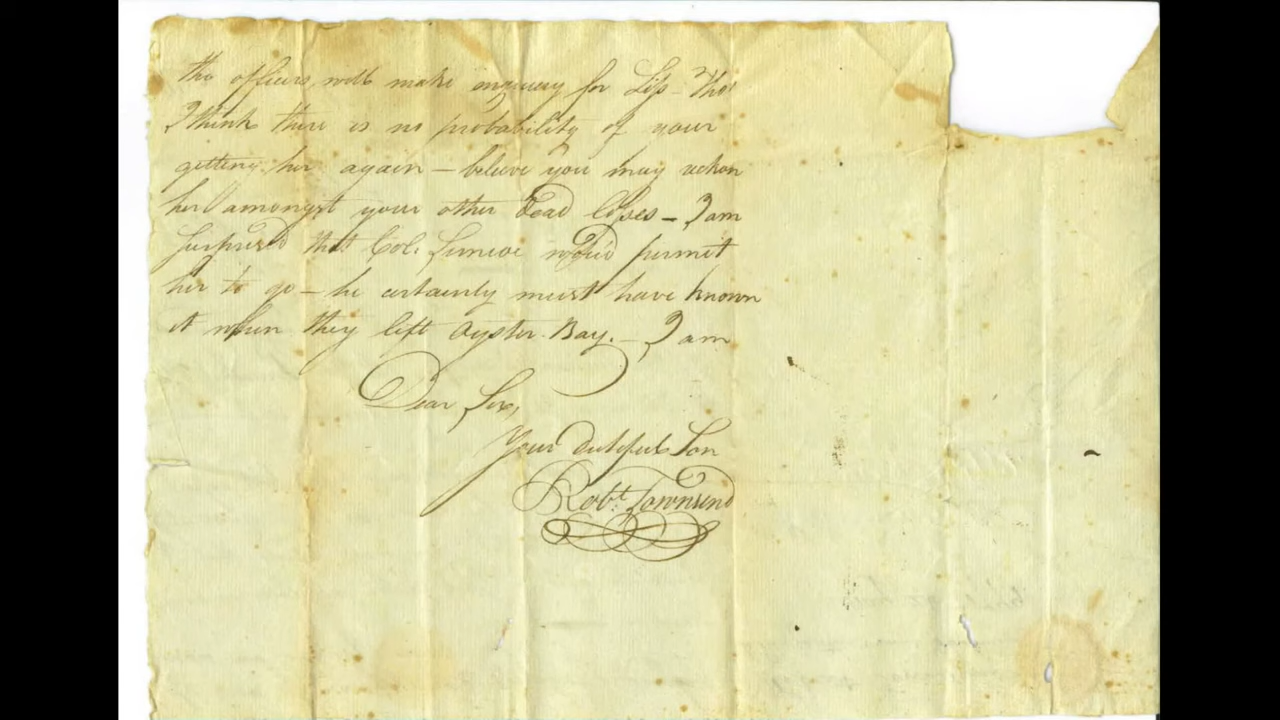 the officers, will make enquiry for Liss - Tho'
I think there is no probability of your
getting her again – believe you may reckon
her amongst your other Dead losses – I am
surprised that Col. Simcoe wou'd permit
her to go – he certainly must have known
it when they left Oyster-Bay. – I am
Dear Sir,
Your Dutiful Son
Robt. Townsend